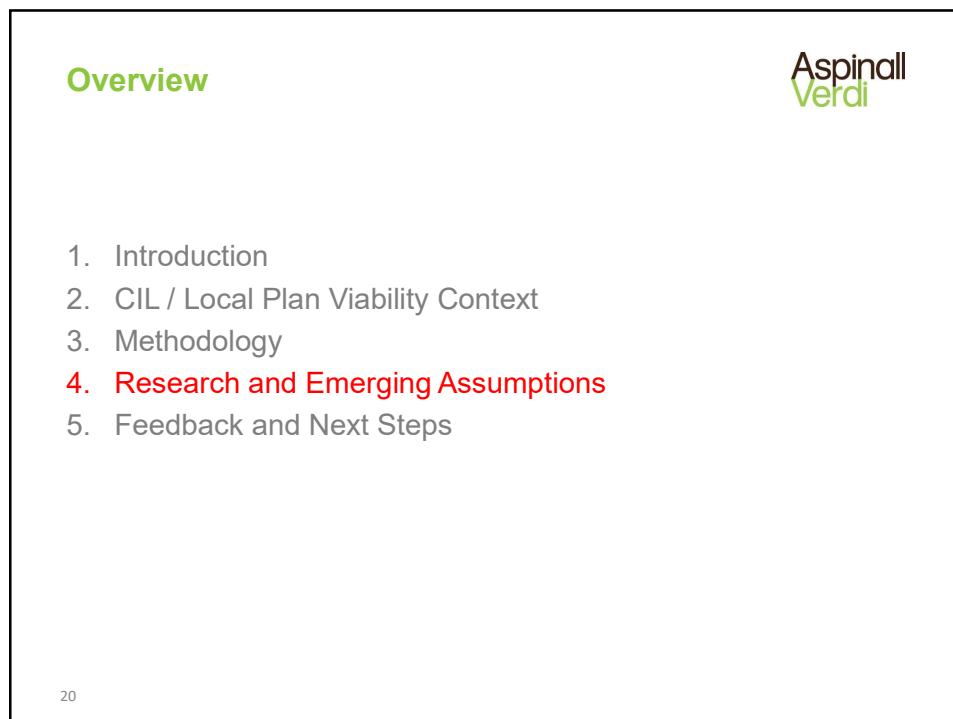 Overview
Aspinall
Verdi
1. Introduction
2. CIL / Local Plan Viability Context
3. Methodology
4. Research and Emerging Assumptions
5. Feedback and Next Steps
20